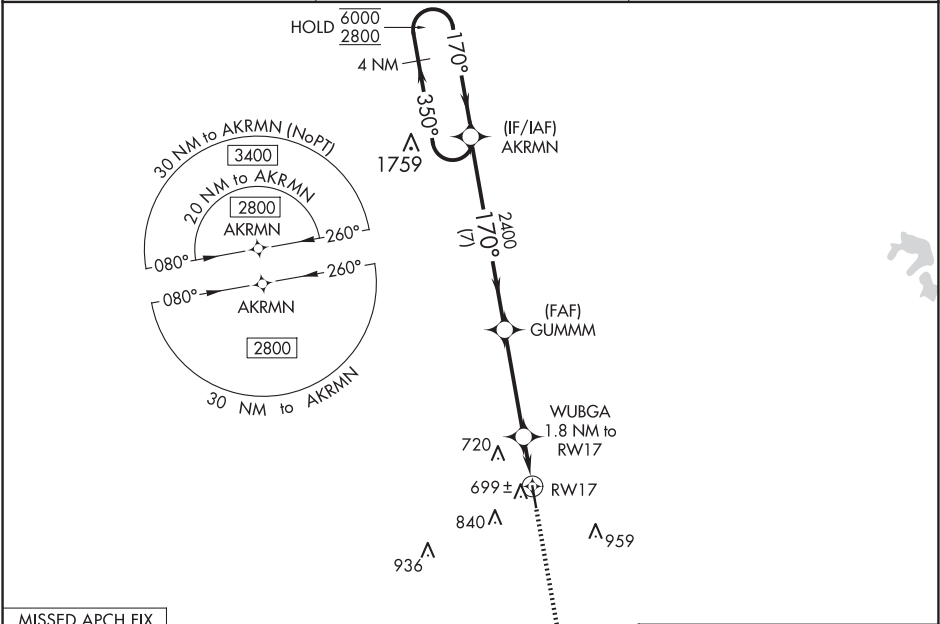 HOLD 6000
2800
4 NM
170°
350°
1759
(IF/IAF)
AKRMN
30 NM to AKRMN (NoPT)
3400
20 NM to AKRMN
2800
AKRMN
260°
080°
260°
080°
AKRMN
2800
30 NM to AKRMN
2400
170°
(7)
(FAF)
GUMMM
WUBGA
1.8 NM to
RW17
720
699 ±
RW17
840
959
936
MISSED APCH FIX